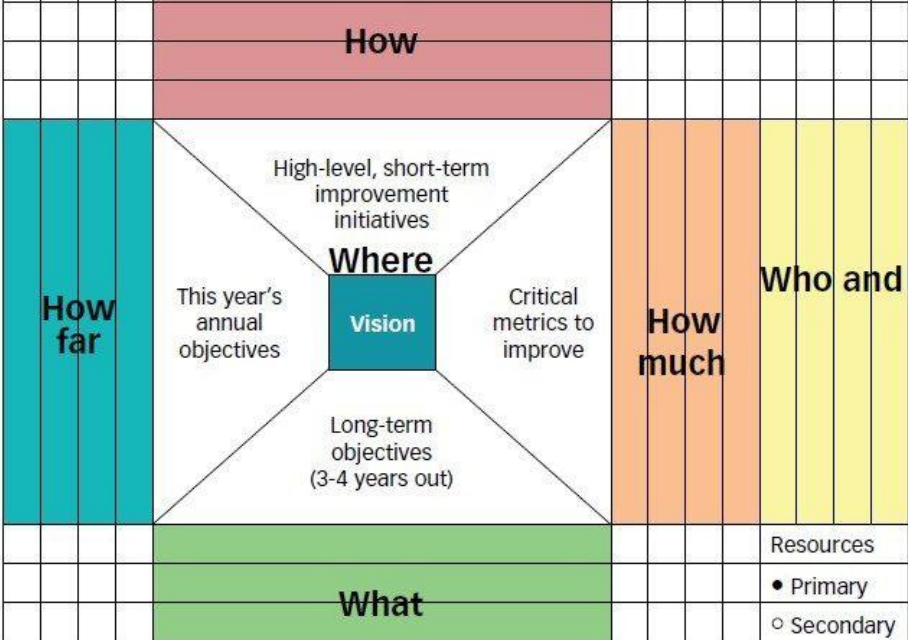 How
High-level, short-term
improvement
initiatives
Where
Vision
How
far
This year's
annual
objectives
Critical
metrics to
improve
How
much
Who and
Long-term
objectives
(3-4 years out)
What
Resources
● Primary
○ Secondary